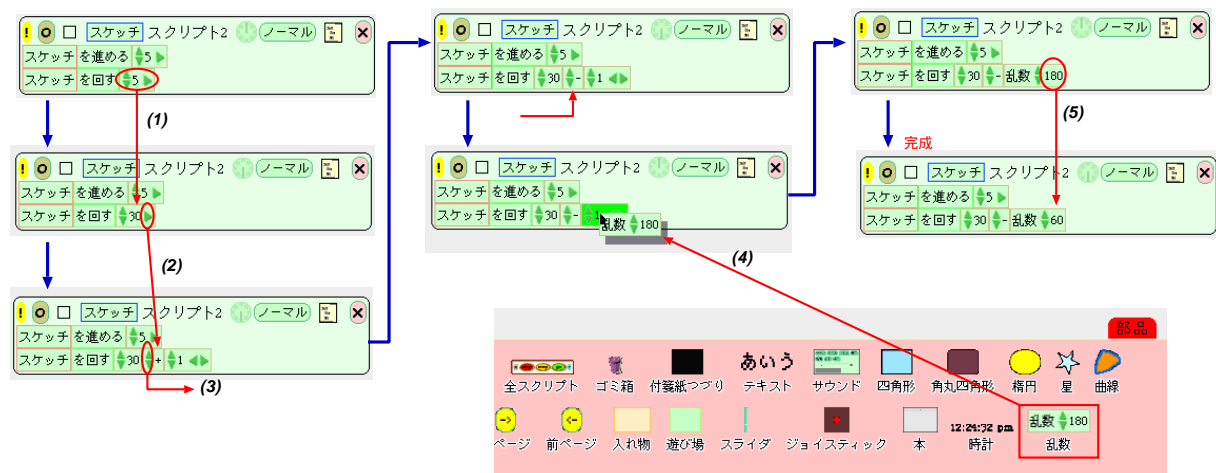 ! O スケッチ スクリプト2 ノーマル ×
スケッチ を進める 5
スケッチ を回す 5
(1)
! O スケッチ スクリプト2 ノーマル ×
スケッチ を進める 5
スケッチ を回す 30
(2)
! O スケッチ スクリプト2 ノーマル ×
スケッチ を進める 5
スケッチ を回す 30 + 1
(3)
! O スケッチ スクリプト2 ノーマル ×
スケッチ を進める 5
スケッチ を回す 30 - 1
! O スケッチ スクリプト2 ノーマル ×
スケッチ を進める 5
スケッチ を回す 30 - 1
乱数 180
(4)
! O スケッチ スクリプト2 ノーマル ×
スケッチ を進める 5
スケッチ を回す 30 - 乱数 180
(5)
完成
! O スケッチ スクリプト2 ノーマル ×
スケッチ を進める 5
スケッチ を回す 30 - 乱数 60
部品
あいう
全スクリプト ゴミ箱 付箋紙つづり テキスト サウンド 四角形 角丸四角形 楕円 星 曲線
12:24:32 pm 乱数 180
ページ 前ページ 入れ物 遊び場 スライダ ジョイスティック 本 時計 乱数